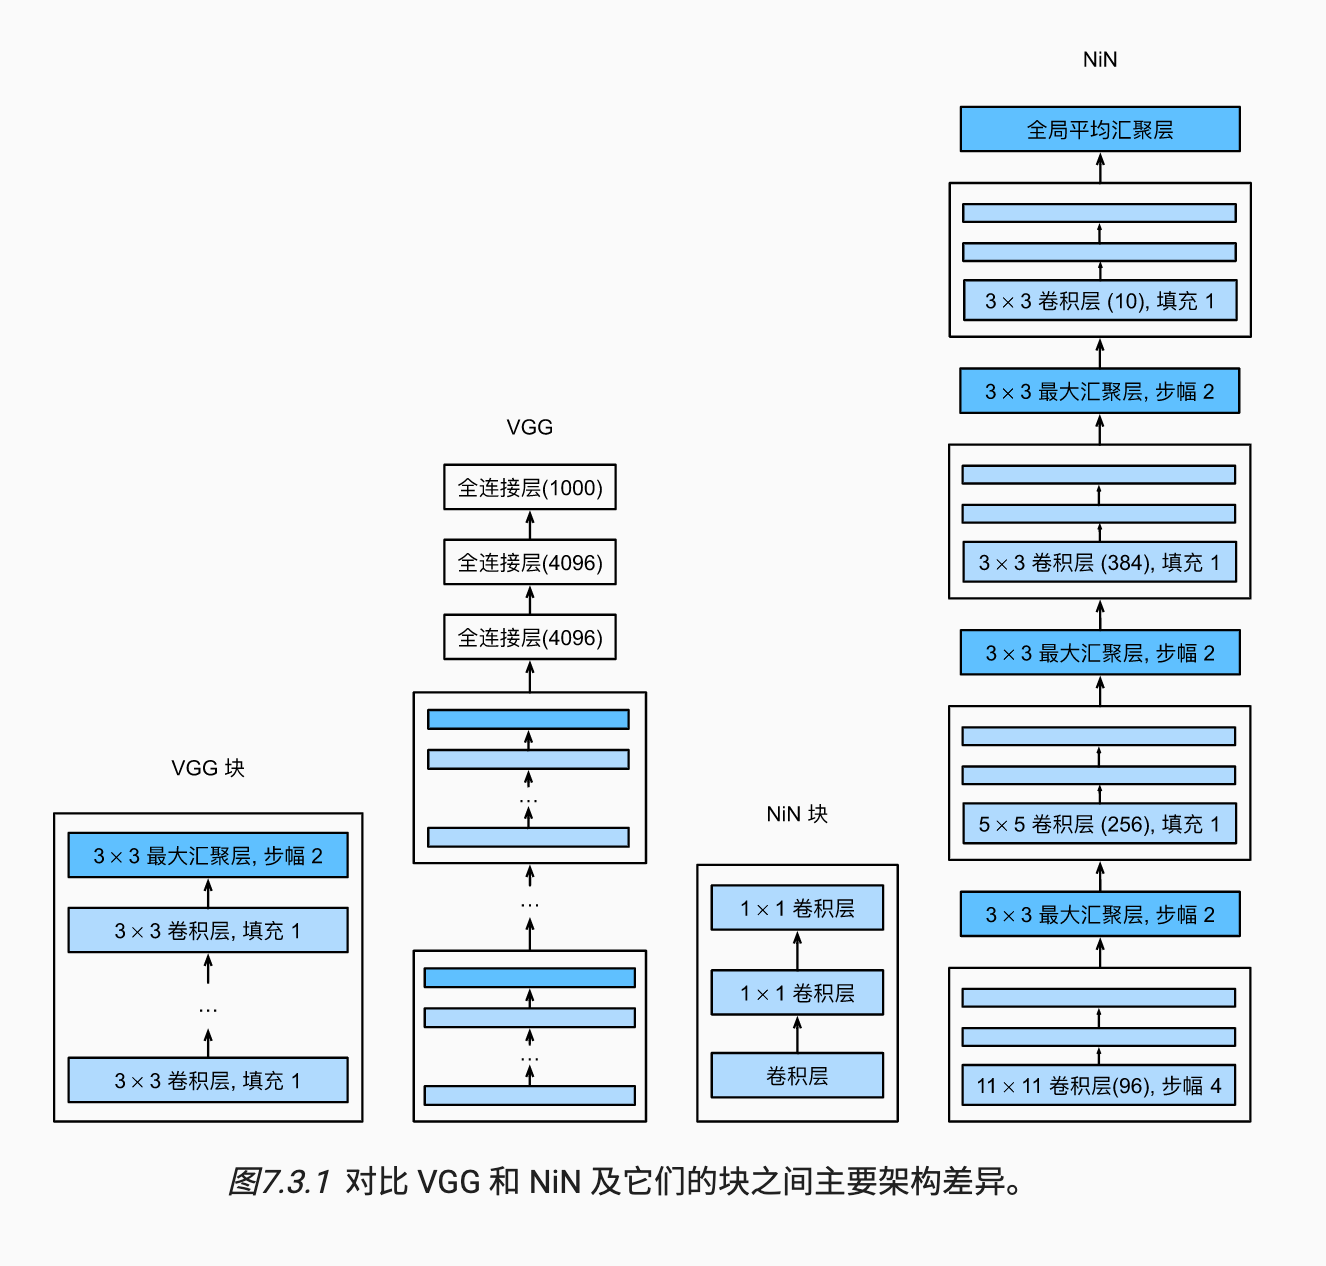 VGG 块
3 × 3 最大汇聚层, 步幅 2
3 × 3 卷积层, 填充 1
...
3 × 3 卷积层, 填充 1
VGG
全连接层(1000)
全连接层(4096)
全连接层(4096)
...
...
...
NiN 块
1 × 1 卷积层
1 × 1 卷积层
卷积层
NiN
全局平均汇聚层
3 × 3 卷积层 (10), 填充 1
3 × 3 最大汇聚层, 步幅 2
3 × 3 卷积层 (384), 填充 1
3 × 3 最大汇聚层, 步幅 2
5 × 5 卷积层 (256), 填充 1
3 × 3 最大汇聚层, 步幅 2
11 × 11 卷积层(96), 步幅 4
图7.3.1 对比 VGG 和 NiN 及它们的块之间主要架构差异。